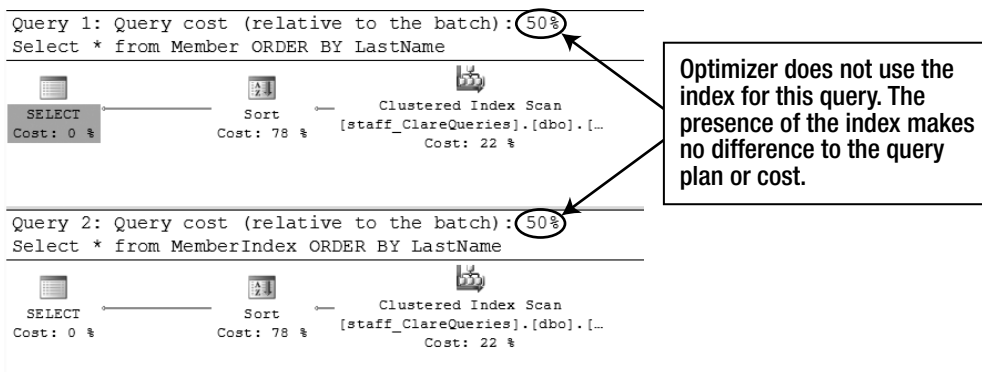 Query 1: Query cost (relative to the batch): 50%
Select * from Member ORDER BY LastName
SELECT
Cost: 0 %
Sort
Cost: 78 %
Clustered Index Scan
[staff_ClareQueries].[dbo].[…
Cost: 22 %
Optimizer does not use the
index for this query. The
presence of the index makes
no difference to the query
plan or cost.
Query 2: Query cost (relative to the batch): 50%
Select * from MemberIndex ORDER BY LastName
SELECT
Cost: 0 %
Sort
Cost: 78 %
Clustered Index Scan
[staff_ClareQueries].[dbo].[…
Cost: 22 %